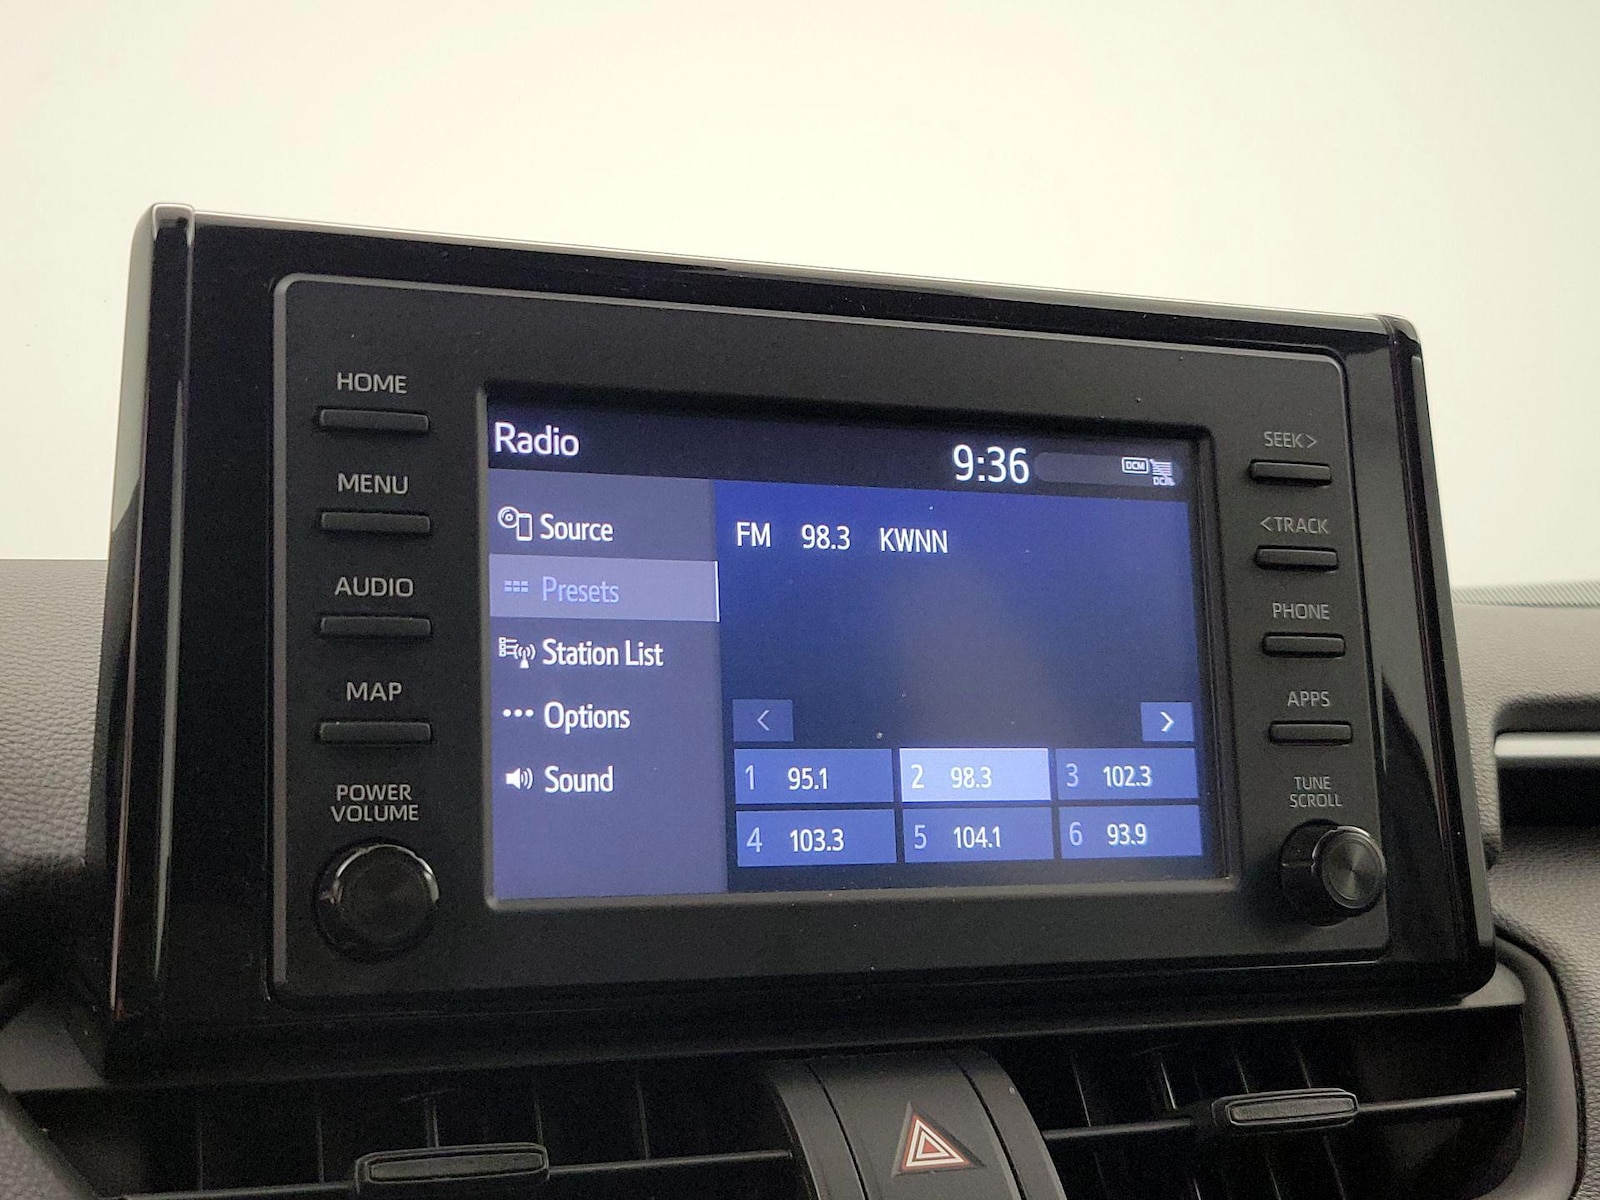 HOME
MENU
AUDIO
MAP
POWER
VOLUME
Radio
9:36
DCM
DCM
Source
Presets
Station List
Options
Sound
FM 98.3 KWNN
< >
1 95.1 2 98.3 3 102.3
4 103.3 5 104.1 6 93.9
SEEK>
<TRACK
PHONE
APPS
TUNE
SCROLL